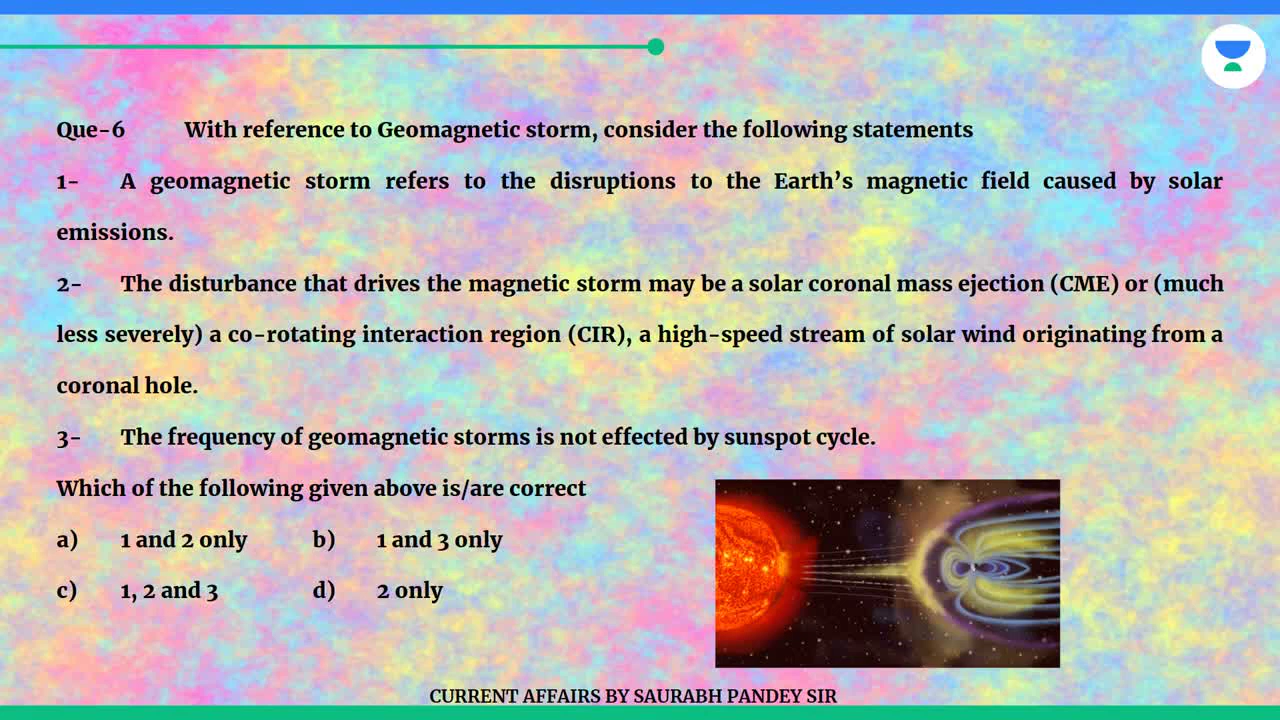 Que-6 With reference to Geomagnetic storm, consider the following statements
1- A geomagnetic storm refers to the disruptions to the Earth’s magnetic field caused by solar
emissions.
2- The disturbance that drives the magnetic storm may be a solar coronal mass ejection (CME) or (much
less severely) a co-rotating interaction region (CIR), a high-speed stream of solar wind originating from a
coronal hole.
3- The frequency of geomagnetic storms is not effected by sunspot cycle.
Which of the following given above is/are correct
a) 1 and 2 only b) 1 and 3 only
c) 1, 2 and 3 d) 2 only
CURRENT AFFAIRS BY SAURABH PANDEY SIR